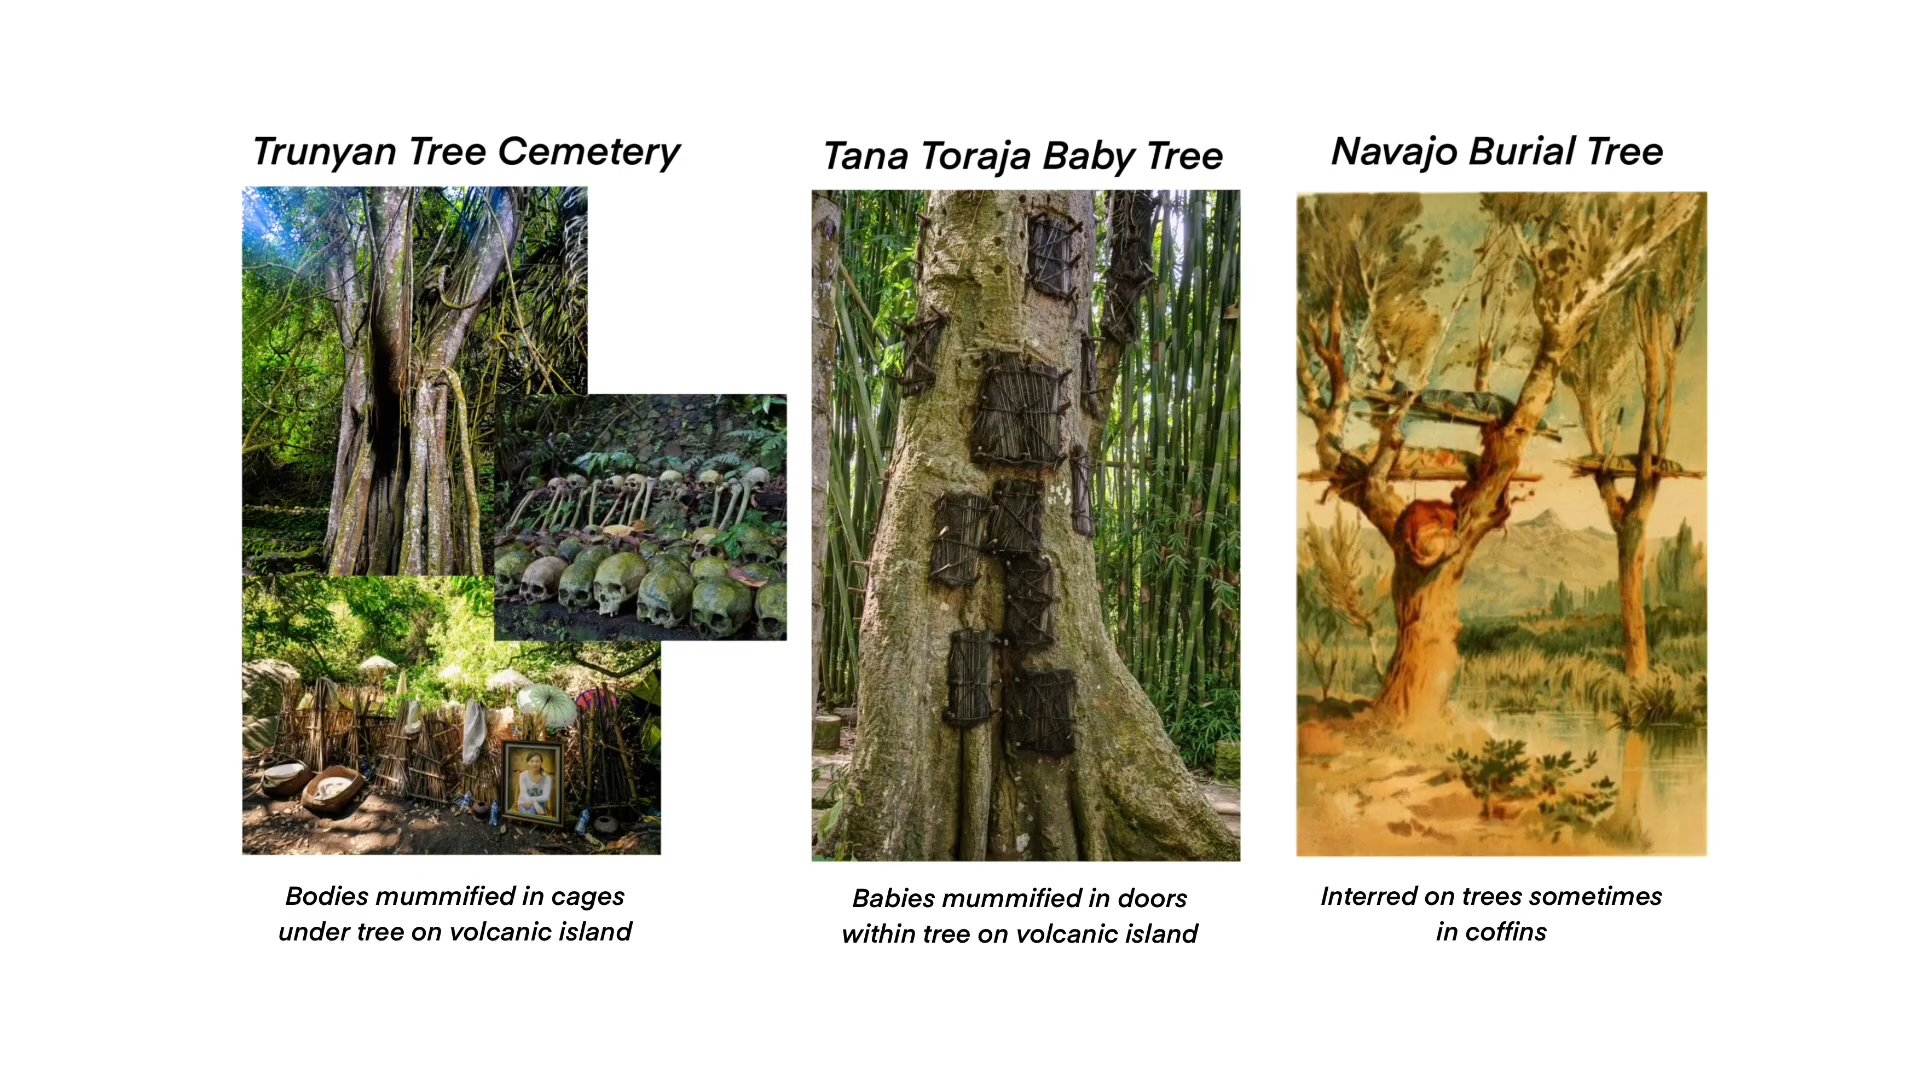 Trunyan Tree Cemetery
Tana Toraja Baby Tree
Navajo Burial Tree
Bodies mummified in cages
under tree on volcanic island
Babies mummified in doors
within tree on volcanic island
Interred on trees sometimes
in coffins